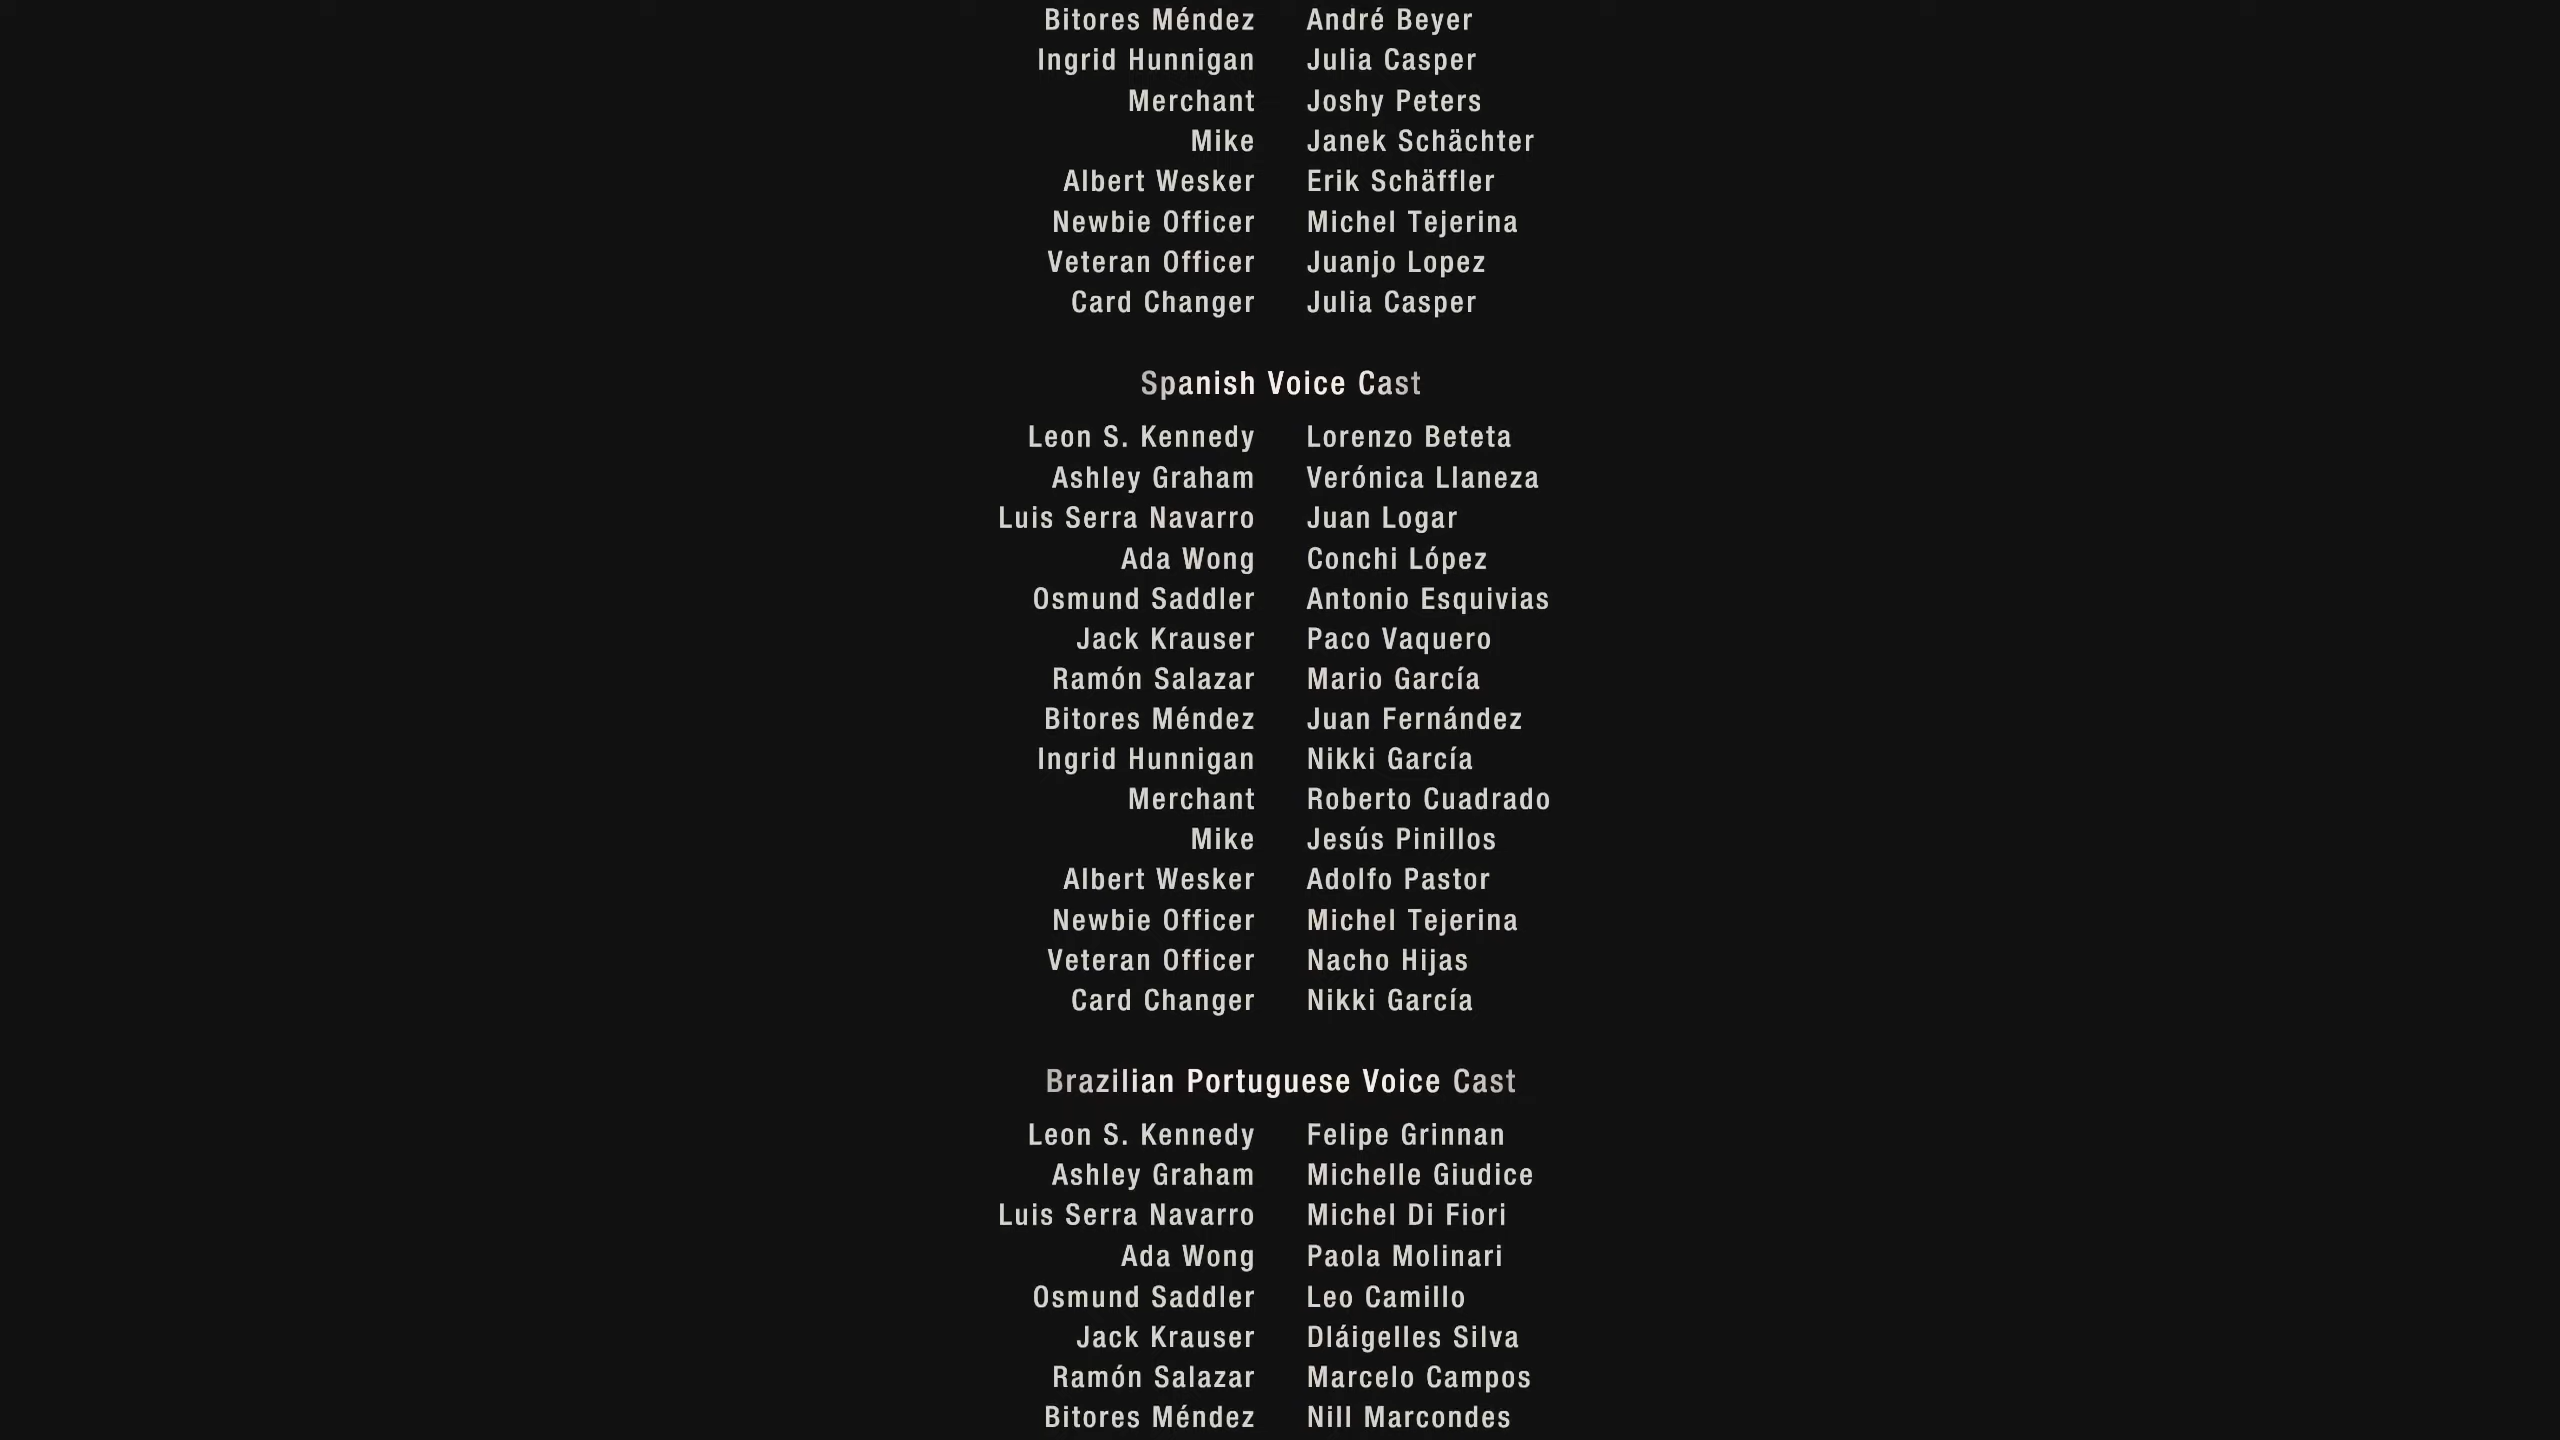 Bitores Méndez André Beyer
Ingrid Hunnigan Julia Casper
Merchant Joshy Peters
Mike Janek Schächter
Albert Wesker Erik Schäffler
Newbie Officer Michel Tejerina
Veteran Officer Juanjo Lopez
Card Changer Julia Casper
Spanish Voice Cast
Leon S. Kennedy Lorenzo Beteta
Ashley Graham Verónica Llaneza
Luis Serra Navarro Juan Logar
Ada Wong Conchi López
Osmund Saddler Antonio Esquivias
Jack Krauser Paco Vaquero
Ramón Salazar Mario García
Bitores Méndez Juan Fernández
Ingrid Hunnigan Nikki García
Merchant Roberto Cuadrado
Mike Jesús Pinillos
Albert Wesker Adolfo Pastor
Newbie Officer Michel Tejerina
Veteran Officer Nacho Hijas
Card Changer Nikki García
Brazilian Portuguese Voice Cast
Leon S. Kennedy Felipe Grinnan
Ashley Graham Michelle Giudice
Luis Serra Navarro Michel Di Fiori
Ada Wong Paola Molinari
Osmund Saddler Leo Camillo
Jack Krauser Dláigelles Silva
Ramón Salazar Marcelo Campos
Bitores Méndez Nill Marcondes